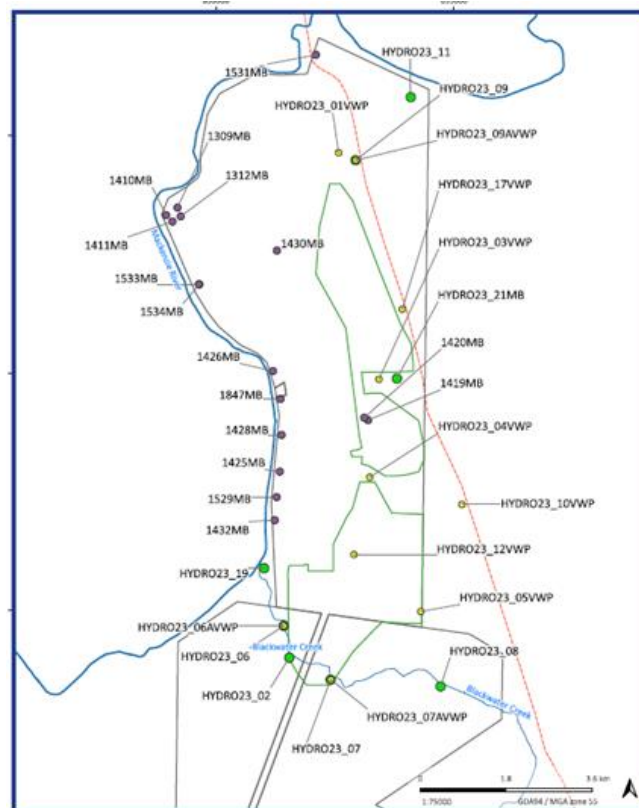 HYDRO23_11
1531MB
HYDRO23_09
HYDRO23_01VWP
HYDRO23_09AVWP
1309MB
1410MB
1312MB
HYDRO23_17VWP
HYDRO23_03VWP
1411MB
1430MB
Mackenzie River
HYDRO23_21MB
1533MB
1534MB
1420MB
1426MB
1419MB
1847MB
HYDRO23_04VWP
1428MB
1425MB
1529MB
HYDRO23_10VWP
1432MB
HYDRO23_12VWP
HYDRO23_19
HYDRO23_05VWP
HYDRO23_06AVWP
Blackwater Creek
HYDRO23_06
HYDRO23_08
HYDRO23_02
Blackwater Creek
HYDRO23_07AVWP
HYDRO23_07
0 1.8 3.6 km
1:75000 GDA94 / MGA zone 55